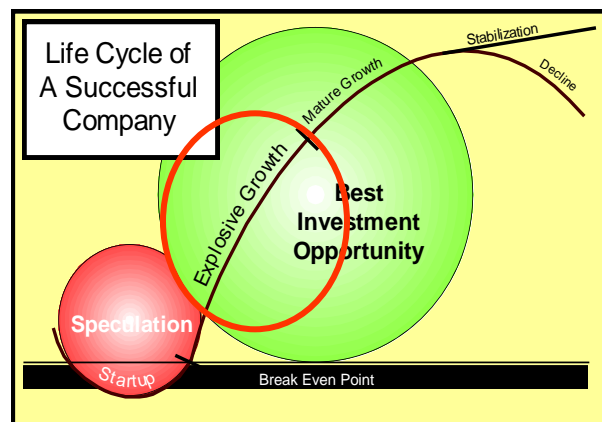 Life Cycle of
A Successful
Company
Stabilization
Decline
Mature Growth
Explosive Growth
Best
Investment
Opportunity
Speculation
Startup
Break Even Point